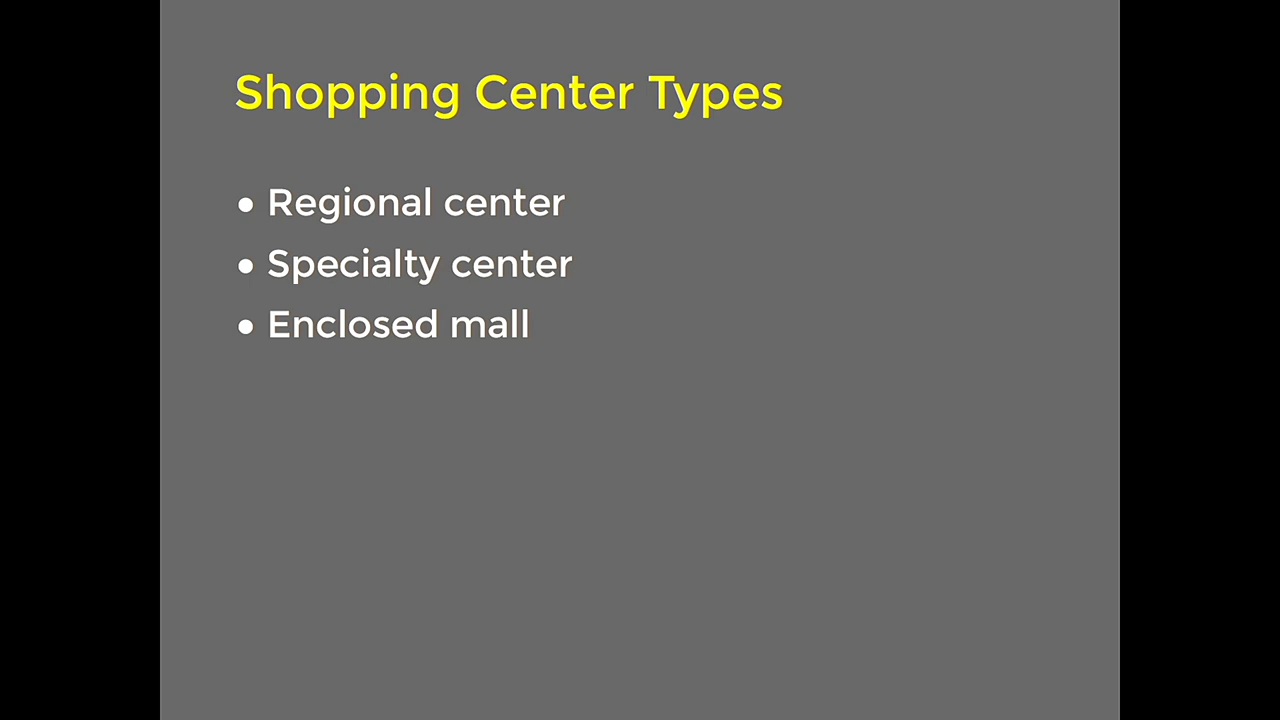 Shopping Center Types
• Regional center
• Specialty center
• Enclosed mall